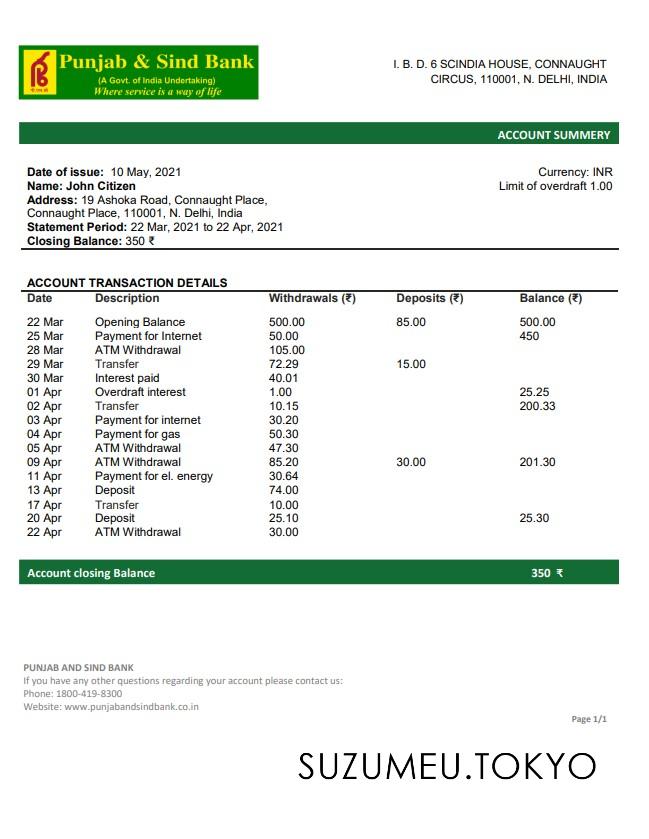 Punjab & Sind Bank
(A Govt. of India Undertaking)
Where service is a way of life
I. B. D. 6 SCINDIA HOUSE, CONNAUGHT
CIRCUS, 110001, N. DELHI, INDIA
ACCOUNT SUMMARY
Date of issue: 10 May, 2021
Currency: INR
Name: John Citizen
Limit of overdraft 1.00
Address: 19 Ashoka Road, Connaught Place,
Connaught Place, 110001, N. Delhi, India
Statement Period: 22 Mar, 2021 to 22 Apr, 2021
Closing Balance: 350 ₹
ACCOUNT TRANSACTION DETAILS
Date Description Withdrawals (₹) Deposits (₹) Balance (₹)
22 Mar Opening Balance 500.00 85.00 500.00
25 Mar Payment for Internet 50.00 450
28 Mar ATM Withdrawal 105.00
29 Mar Transfer 72.29 15.00
30 Mar Interest paid 40.01
01 Apr Overdraft interest 1.00 25.25
02 Apr Transfer 10.15 200.33
03 Apr Payment for internet 30.20
04 Apr Payment for gas 50.30
05 Apr ATM Withdrawal 47.30
09 Apr ATM Withdrawal 85.20 30.00 201.30
11 Apr Payment for el. energy 30.64
13 Apr Deposit 74.00
17 Apr Transfer 10.00
20 Apr Deposit 25.10 25.30
22 Apr ATM Withdrawal 30.00
Account closing Balance 350 ₹
PUNJAB AND SIND BANK
If you have any other questions regarding your account please contact us:
Phone: 1800-419-8300
Website: www.punjabandsindbank.co.in
Page 1/1
SUZUMEU.TOKYO